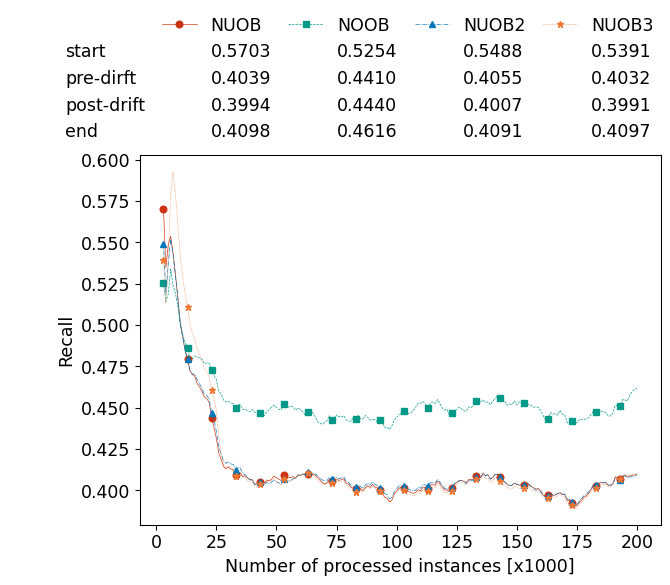 NUOB NOOB NUOB2 NUOB3
start 0.5703 0.5254 0.5488 0.5391
pre-dirft 0.4039 0.4410 0.4055 0.4032
post-drift 0.3994 0.4440 0.4007 0.3991
end 0.4098 0.4616 0.4091 0.4097
0.600
0.575
0.550
0.525
0.500
0.475
0.450
0.425
0.400
Recall
0 25 50 75 100 125 150 175 200
Number of processed instances [x1000]